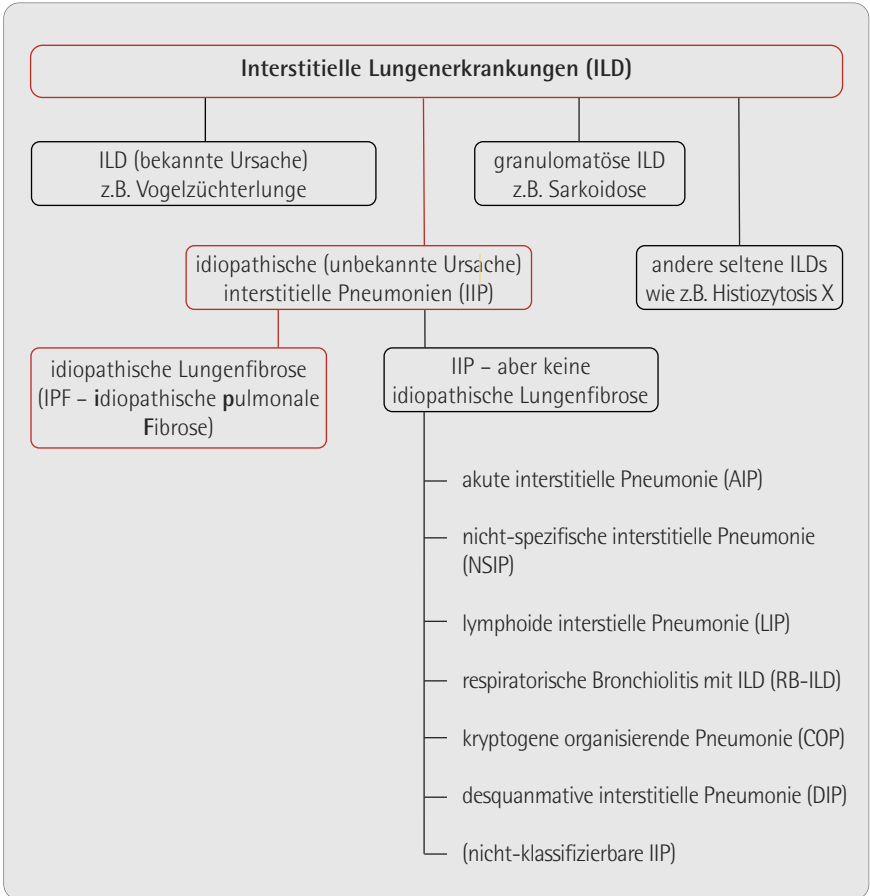 Interstitielle Lungenerkrankungen (ILD)
ILD (bekannte Ursache)
z.B. Vogelzüchterlunge
granulomatöse ILD
z.B. Sarkoidose
idiopathische (unbekannte Ursache)
interstitielle Pneumonien (IIP)
andere seltene ILDs
wie z.B. Histiozytosis X
idiopathische Lungenfibrose
(IPF – idiopathische pulmonale
Fibrose)
IIP – aber keine
idiopathische Lungenfibrose
akute interstitielle Pneumonie (AIP)
nicht-spezifische interstitielle Pneumonie
(NSIP)
lymphoide interstielle Pneumonie (LIP)
respiratorische Bronchiolitis mit ILD (RB-ILD)
kryptogene organisierende Pneumonie (COP)
desquanmative interstitielle Pneumonie (DIP)
(nicht-klassifizierbare IIP)